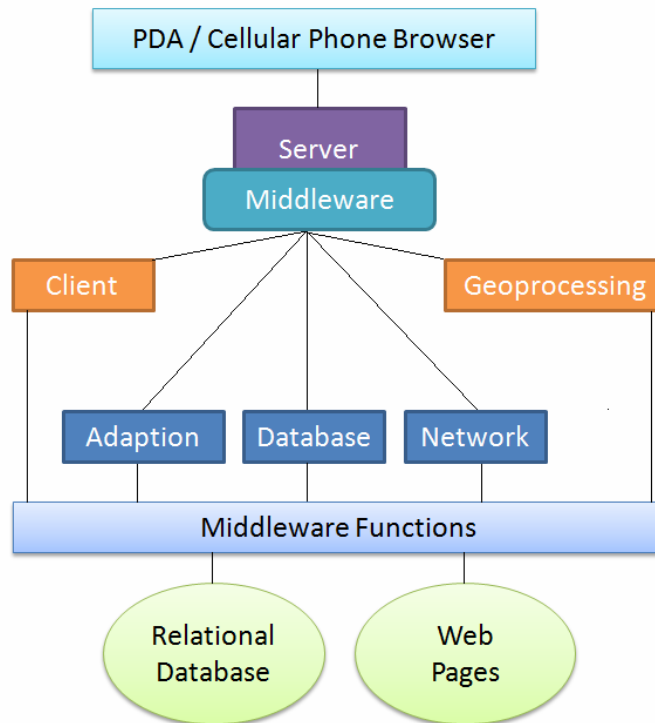 PDA / Cellular Phone Browser
Server
Middleware
Client
Geoprocessing
Adaption
Database
Network
Middleware Functions
Relational
Database
Web
Pages